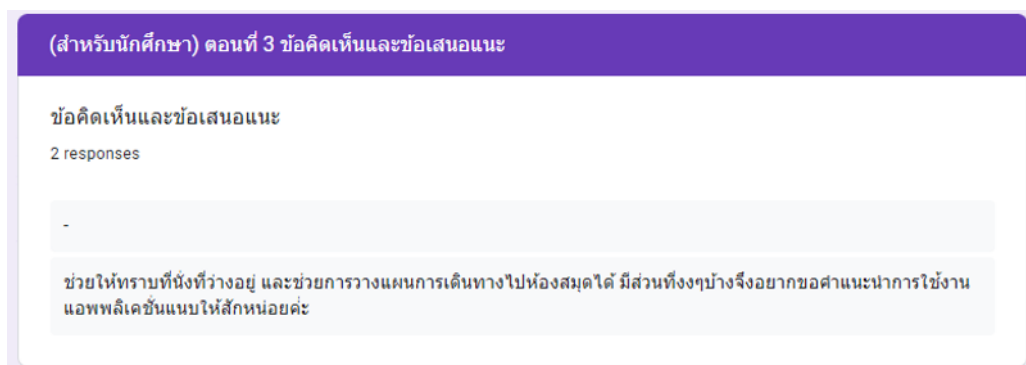 (สำหรับนักศึกษา) ตอนที่ 3 ข้อคิดเห็นและข้อเสนอแนะ
ข้อคิดเห็นและข้อเสนอแนะ
2 responses
-
ช่วยให้ทราบที่นั่งที่ว่างอยู่ และช่วยการวางแผนการเดินทางไปห้องสมุดได้ มีส่วนที่งงๆบ้างจึงอยากขอคำแนะนำการใช้งาน
แอพพลิเคชั่นแนบให้สักหน่อยค่ะ